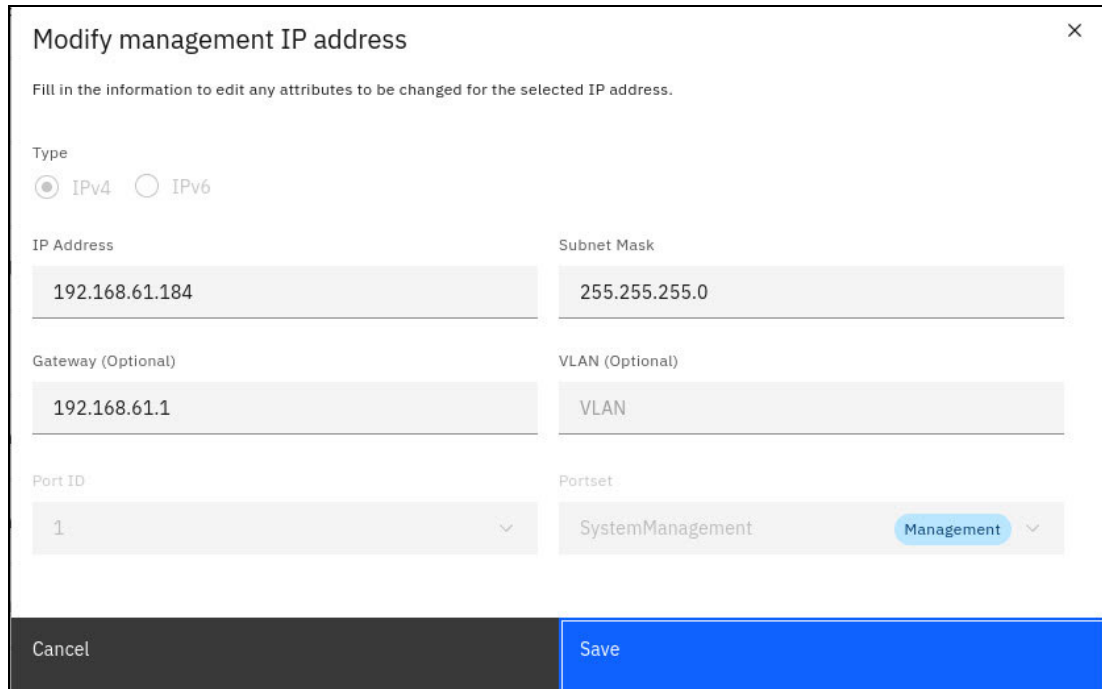 Modify management IP address
Fill in the information to edit any attributes to be changed for the selected IP address.
Type
IPv4 IPv6
IP Address Subnet Mask
192.168.61.184 255.255.255.0
Gateway (Optional) VLAN (Optional)
192.168.61.1 VLAN
Port ID Portset
1 SystemManagement Management
Cancel Save